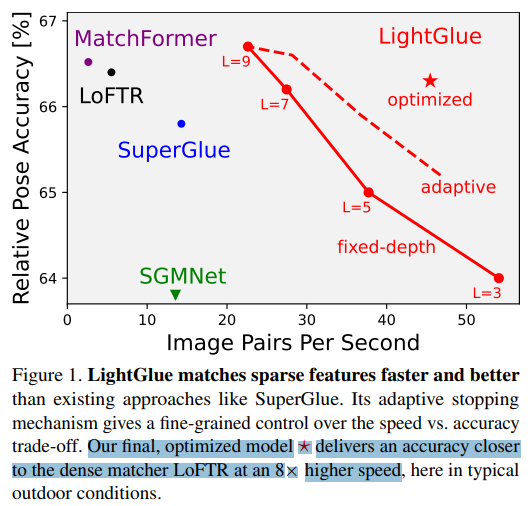 Relative Pose Accuracy [%]
67
66
65
64
MatchFormer
LoFTR
SuperGlue
SGMNet
LightGlue
optimized
adaptive
fixed-depth
L=9
L=7
L=5
L=3
0 10 20 30 40 50
Image Pairs Per Second
Figure 1. LightGlue matches sparse features faster and better
than existing approaches like SuperGlue. Its adaptive stopping
mechanism gives a fine-grained control over the speed vs. accuracy
trade-off. Our final, optimized model ★ delivers an accuracy closer
to the dense matcher LoFTR at an 8× higher speed, here in typical
outdoor conditions.